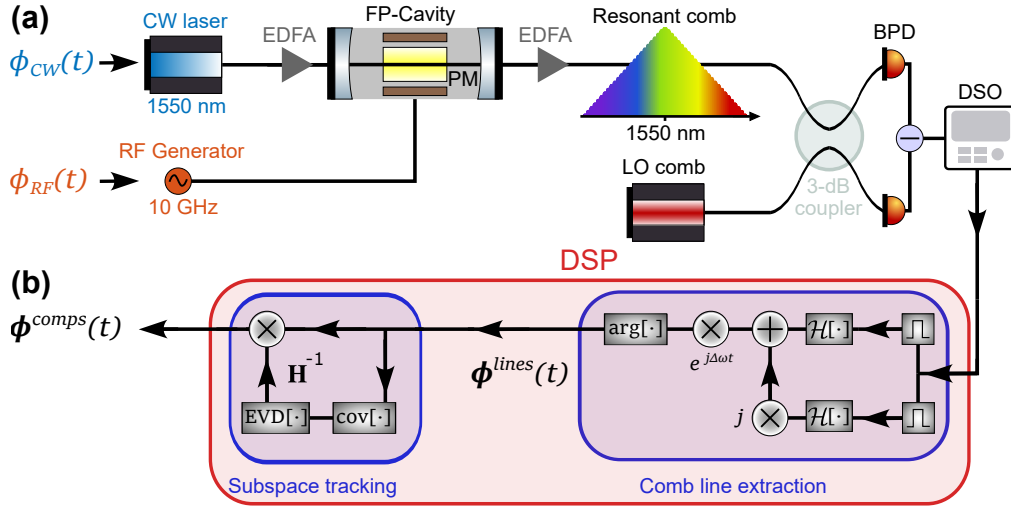 (a)
CW laser
ϕ_CW(t)
1550 nm
EDFA
FP-Cavity
PM
EDFA
Resonant comb
1550 nm
BPD
DSO
RF Generator
ϕ_RF(t)
10 GHz
LO comb
3-dB
coupler
DSP
(b)
ϕ^comps(t)
H^-1
EVD[·]
cov[·]
ϕ^lines(t)
arg[·]
e^jΔωt
ℋ[·]
j
ℋ[·]
Subspace tracking
Comb line extraction